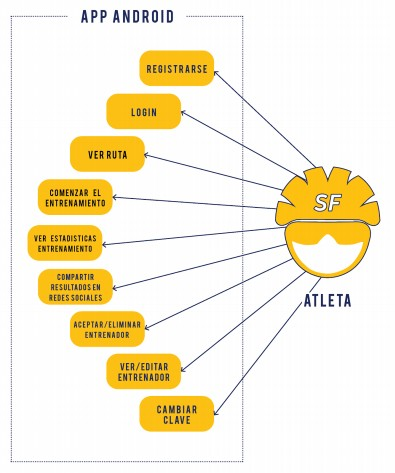 APP ANDROID
REGISTRARSE
LOGIN
VER RUTA
COMENZAR EL
ENTRENAMIENTO
VER ESTADISTICAS
ENTRENAMIENTO
COMPARTIR
RESULTADOS EN
REDES SOCIALES
ACEPTAR/ELIMINAR
ENTRENADOR
VER/EDITAR
ENTRENADOR
CAMBIAR
CLAVE
SF
ATLETA